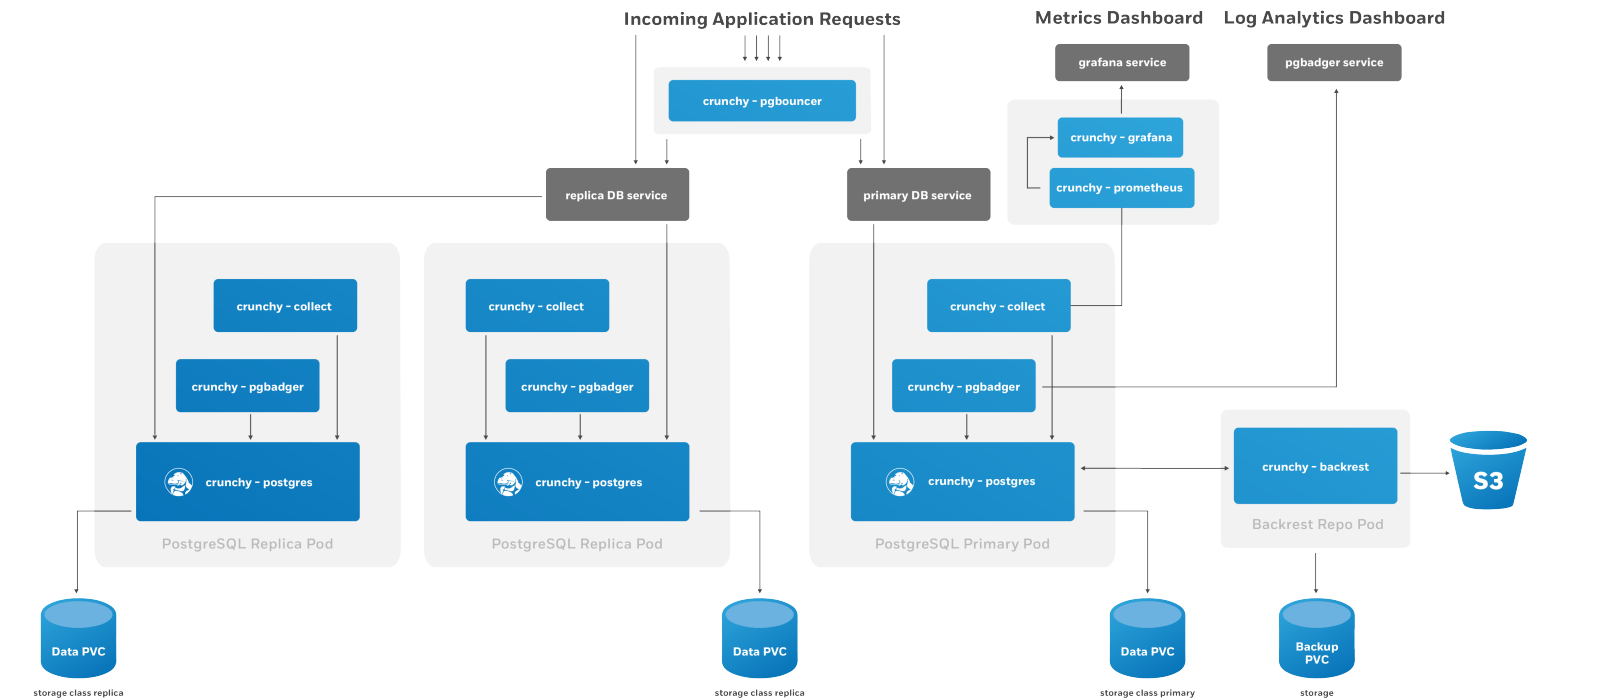 Incoming Application Requests
Metrics Dashboard
Log Analytics Dashboard
grafana service
pgbadger service
crunchy - pgbouncer
crunchy - grafana
crunchy - prometheus
replica DB service
primary DB service
crunchy - collect
crunchy - collect
crunchy - collect
crunchy - pgbadger
crunchy - pgbadger
crunchy - pgbadger
crunchy - postgres
crunchy - postgres
crunchy - postgres
crunchy - backrest
S3
PostgreSQL Replica Pod
PostgreSQL Replica Pod
PostgreSQL Primary Pod
Backrest Repo Pod
Data PVC
Data PVC
Data PVC
Backup
PVC
storage class replica
storage class replica
storage class primary
storage